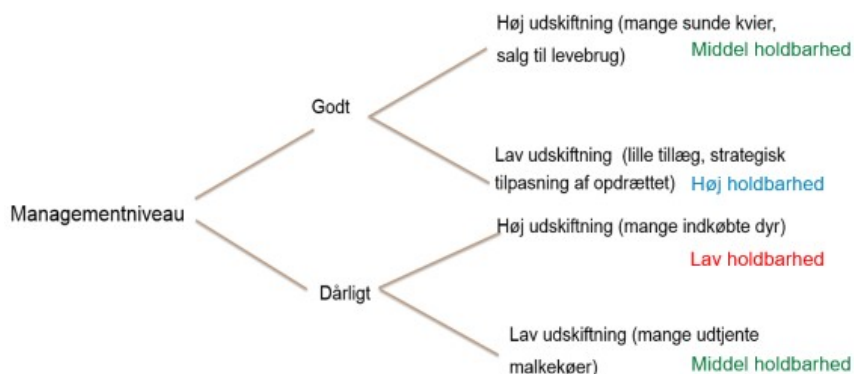 Høj udskiftning (mange sunde kvier,
salg til levebrug) Middel holdbarhed
Godt
Lav udskiftning (lille tillæg, strategisk
tilpasning af opdrættet) Høj holdbarhed
Managementniveau
Høj udskiftning (mange indkøbte dyr)
Lav holdbarhed
Dårligt
Lav udskiftning (mange udtjente
malkekøer) Middel holdbarhed